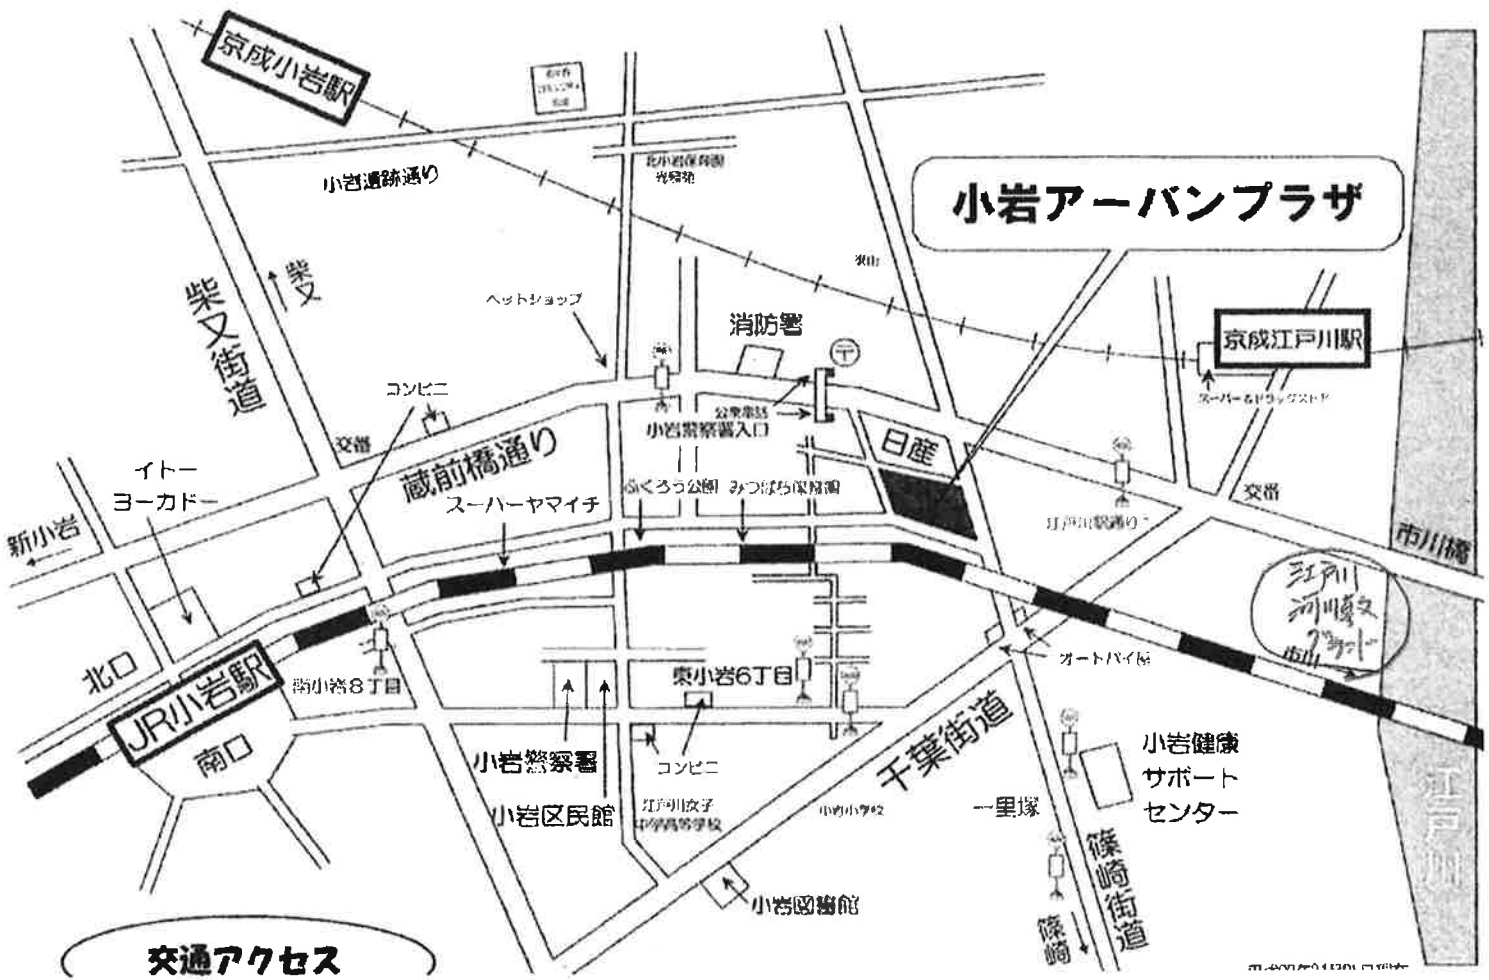 京成小岩駅
小岩遺跡通り
北小岩保育園
小岩アーバンプラザ
柴又街道
柴又
ペットショップ
消防署
〒
京成江戸川駅
スーパー&ドラッグストア
コンビニ
交番
公衆電話
小岩警察署入口
日産
蔵前橋通り
イトー
ヨーカドー
スーパーヤマイチ
ふくろう公園
みつばち保育園
江戸川駅通り
交番
新小岩
市川橋
江戸川
河川敷
グラウンド
市川
オートバイ屋
北口
JR小岩駅
南小岩8丁目
東小岩6丁目
南口
小岩警察署
コンビニ
千葉街道
小岩健康
サポート
センター
小岩区民館
江戸川女子
中学高等学校
小岩小学校
一里塚
江戸川
篠崎街道
小岩図書館
篠崎
交通アクセス